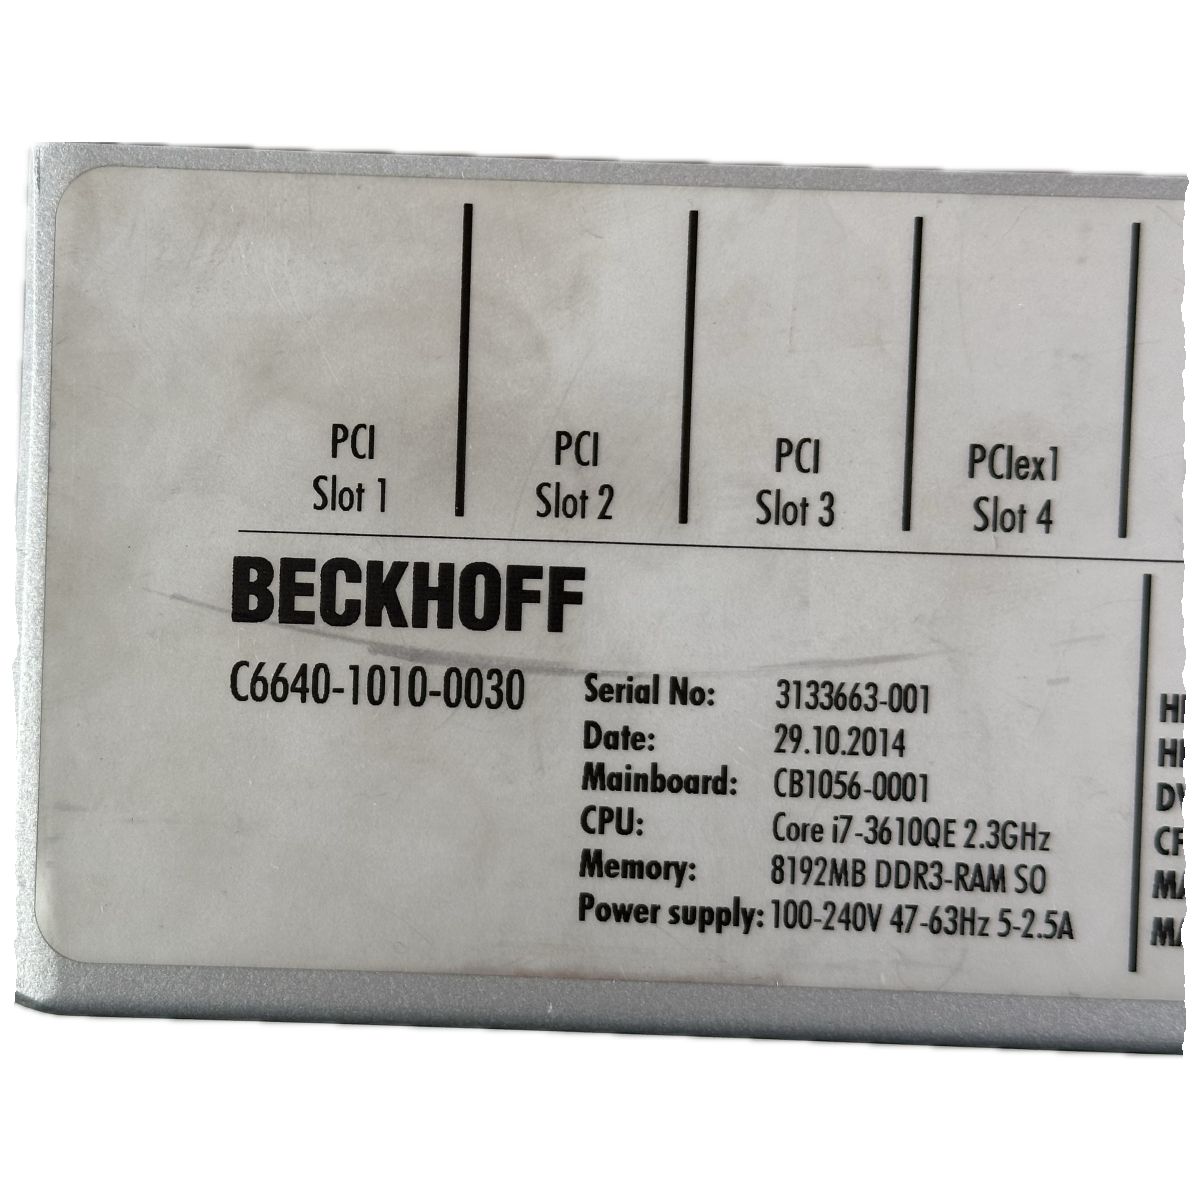 PCI
Slot 1
PCI
Slot 2
PCI
Slot 3
PCIex1
Slot 4
BECKHOFF
C6640-1010-0030
Serial No: 3133663-001
Date: 29.10.2014
Mainboard: CB1056-0001
CPU: Core i7-3610QE 2.3GHz
Memory: 8192MB DDR3-RAM SO
Power supply: 100-240V 47-63Hz 5-2.5A